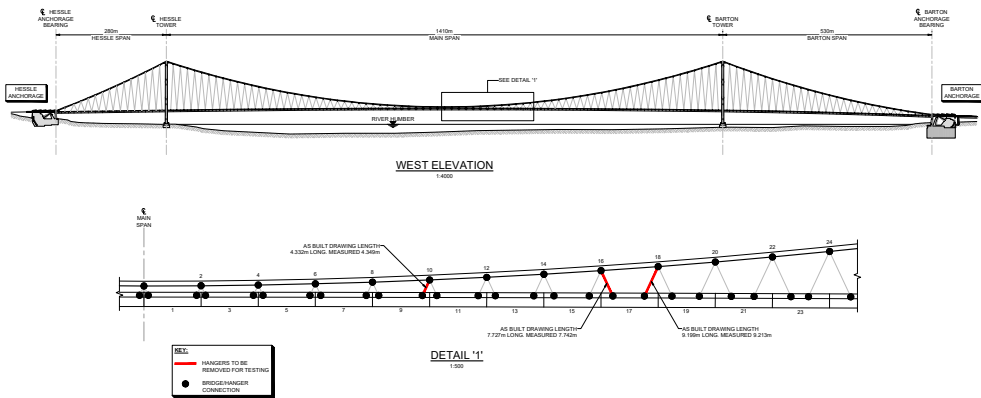 ℄ HESSLE
ANCHORAGE
BEARING
℄ HESSLE
TOWER
℄ BARTON
TOWER
℄ BARTON
ANCHORAGE
BEARING
280m
HESSLE SPAN
1410m
MAIN SPAN
530m
BARTON SPAN
SEE DETAIL '1'
HESSLE
ANCHORAGE
BARTON
ANCHORAGE
RIVER HUMBER
WEST ELEVATION
1:4000
℄
MAIN
SPAN
AS BUILT DRAWING LENGTH
4.332m LONG. MEASURED 4.349m
2 4 6 8 10 12 14 16 18 20 22 24
1 3 5 7 9 11 13 15 17 19 21 23
AS BUILT DRAWING LENGTH
7.727m LONG. MEASURED 7.742m
AS BUILT DRAWING LENGTH
9.199m LONG. MEASURED 9.213m
DETAIL '1'
1:500
KEY:
HANGERS TO BE
REMOVED FOR TESTING
BRIDGE/HANGER
CONNECTION